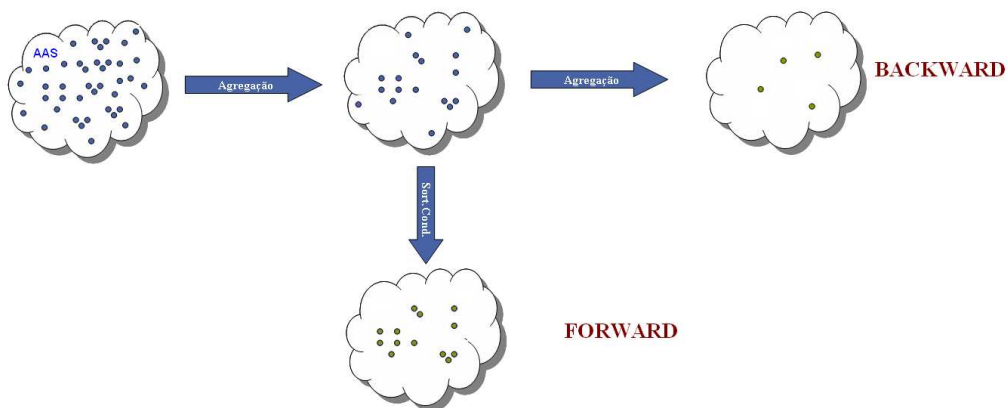 AAS
Agregação
Agregação
BACKWARD
Sort.Cond.
FORWARD